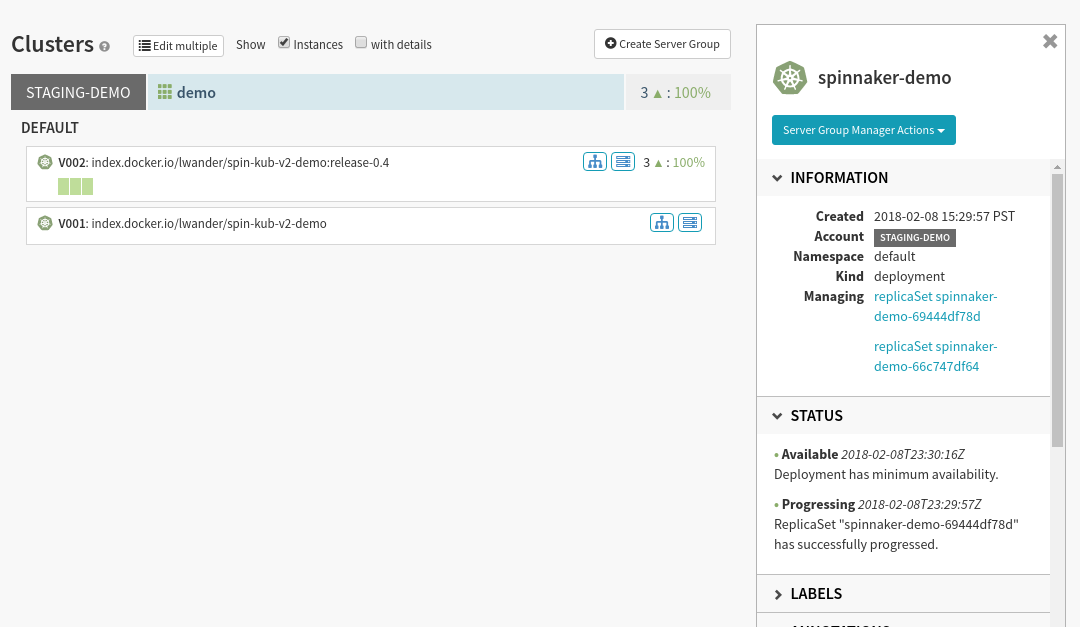 Clusters ?
Edit multiple
Show
Instances
with details
Create Server Group
STAGING-DEMO
demo
3 ▲ : 100%
DEFAULT
V002: index.docker.io/lwander/spin-kub-v2-demo:release-0.4
3 ▲ : 100%
V001: index.docker.io/lwander/spin-kub-v2-demo
spinnaker-demo
Server Group Manager Actions
INFORMATION
Created 2018-02-08 15:29:57 PST
Account STAGING-DEMO
Namespace default
Kind deployment
Managing replicaSet spinnaker-
demo-69444df78d
replicaSet spinnaker-
demo-66c747df64
STATUS
• Available 2018-02-08T23:30:16Z
Deployment has minimum availability.
• Progressing 2018-02-08T23:29:57Z
ReplicaSet "spinnaker-demo-69444df78d"
has successfully progressed.
LABELS